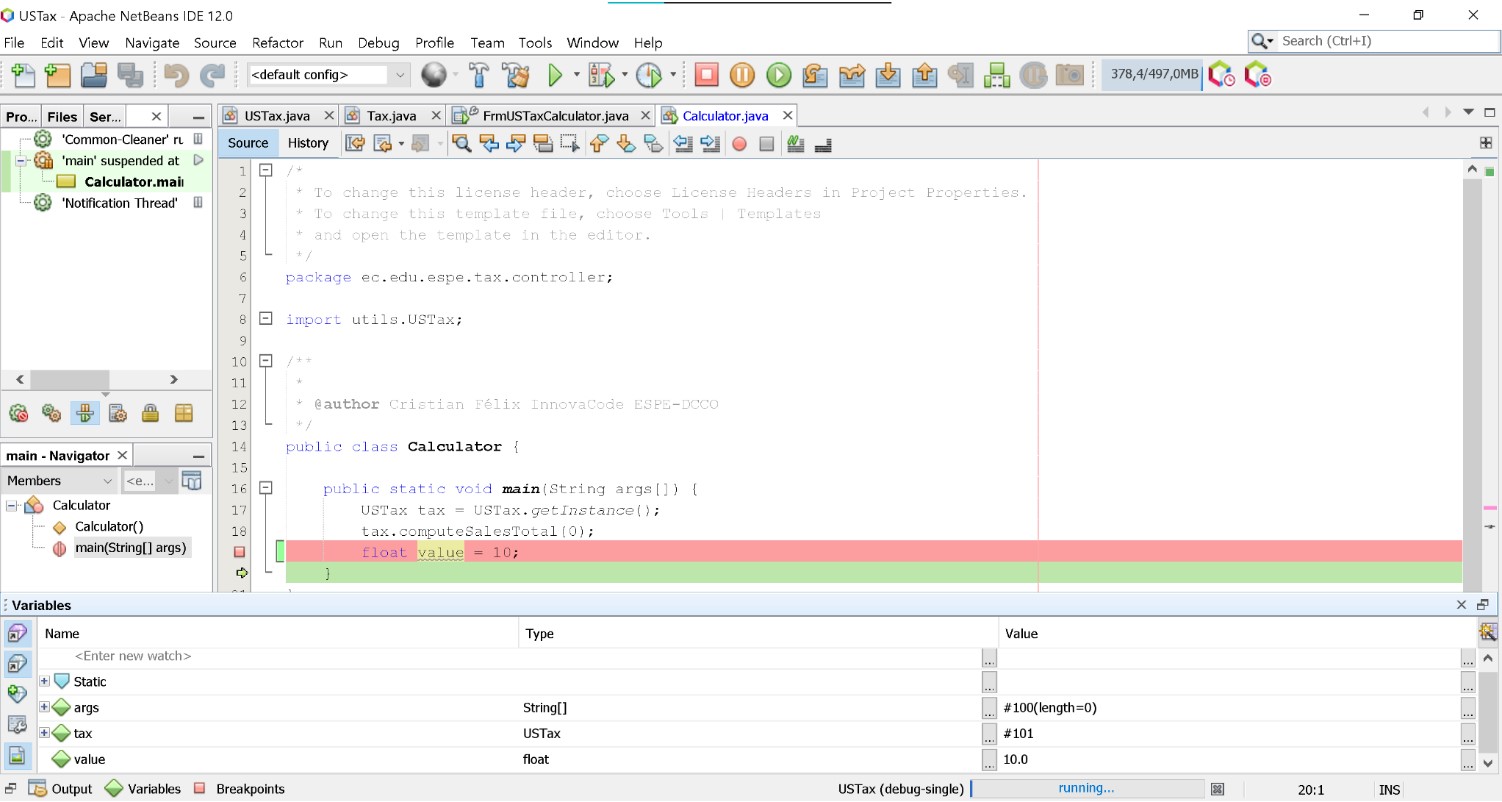 USTax - Apache NetBeans IDE 12.0
File Edit View Navigate Source Refactor Run Debug Profile Team Tools Window Help
Search (Ctrl+I)
<default config>
378,4/497,0MB
Pro... Files Ser...
USTax.java Tax.java FrmUSTaxCalculator.java Calculator.java
'Common-Cleaner' ru
'main' suspended at
Calculator.mai
'Notification Thread'
Source History
1 /*
2 * To change this license header, choose License Headers in Project Properties.
3 * To change this template file, choose Tools | Templates
4 * and open the template in the editor.
5 */
6 package ec.edu.espe.tax.controller;
7
8 import utils.USTax;
9
10 /**
11 *
12 * @author Cristian Félix InnovaCode ESPE-DCCO
13 */
14 public class Calculator {
15
16 public static void main(String args[]) {
17 USTax tax = USTax.getInstance();
18 tax.computeSalesTotal(0);
float value = 10;
}
main - Navigator
Members <e...
Calculator
Calculator()
main(String[] args)
Variables
Name Type Value
<Enter new watch>
Static
args String[] #100(length=0)
tax USTax #101
value float 10.0
Output Variables Breakpoints USTax (debug-single) running... 20:1 INS